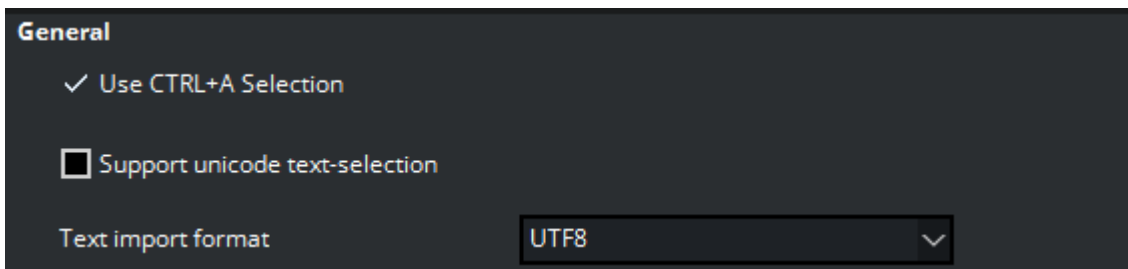 General
Use CTRL+A Selection
Support unicode text-selection
Text import format UTF8